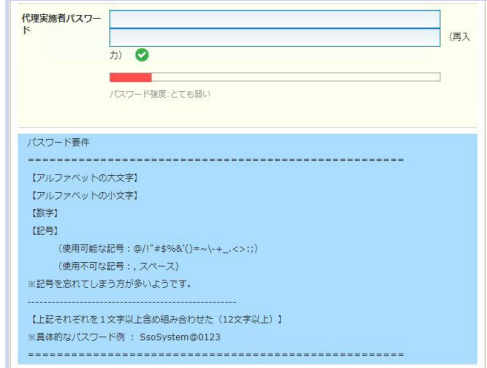 代理実施者パスワー
ド
(再入
力)
パスワード強度:とても弱い
パスワード要件
====================================================
【アルファベットの大文字】
【アルファベットの小文字】
【数字】
【記号】
(使用可能な記号：@/!"#$%&'()=~\-+_.<>:;)
(使用不可な記号：, スペース)
※記号を忘れてしまう方が多いようです。
----------------------------------------------------
【上記それぞれを１文字以上含め組み合わせた（12文字以上）】
※具体的なパスワード例 ： SsoSystem@0123
====================================================